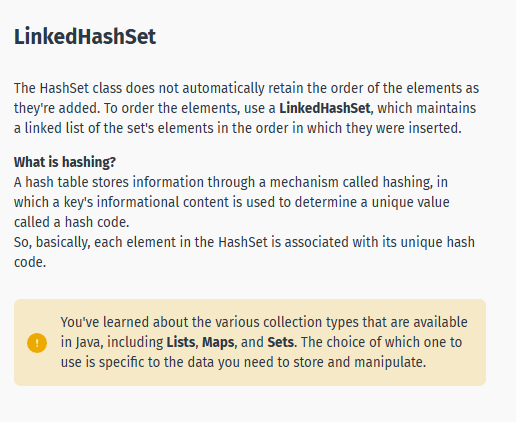 LinkedHashSet
The HashSet class does not automatically retain the order of the elements as
they're added. To order the elements, use a LinkedHashSet, which maintains
a linked list of the set's elements in the order in which they were inserted.
What is hashing?
A hash table stores information through a mechanism called hashing, in
which a key's informational content is used to determine a unique value
called a hash code.
So, basically, each element in the HashSet is associated with its unique hash
code.
!
You've learned about the various collection types that are available
in Java, including Lists, Maps, and Sets. The choice of which one to
use is specific to the data you need to store and manipulate.